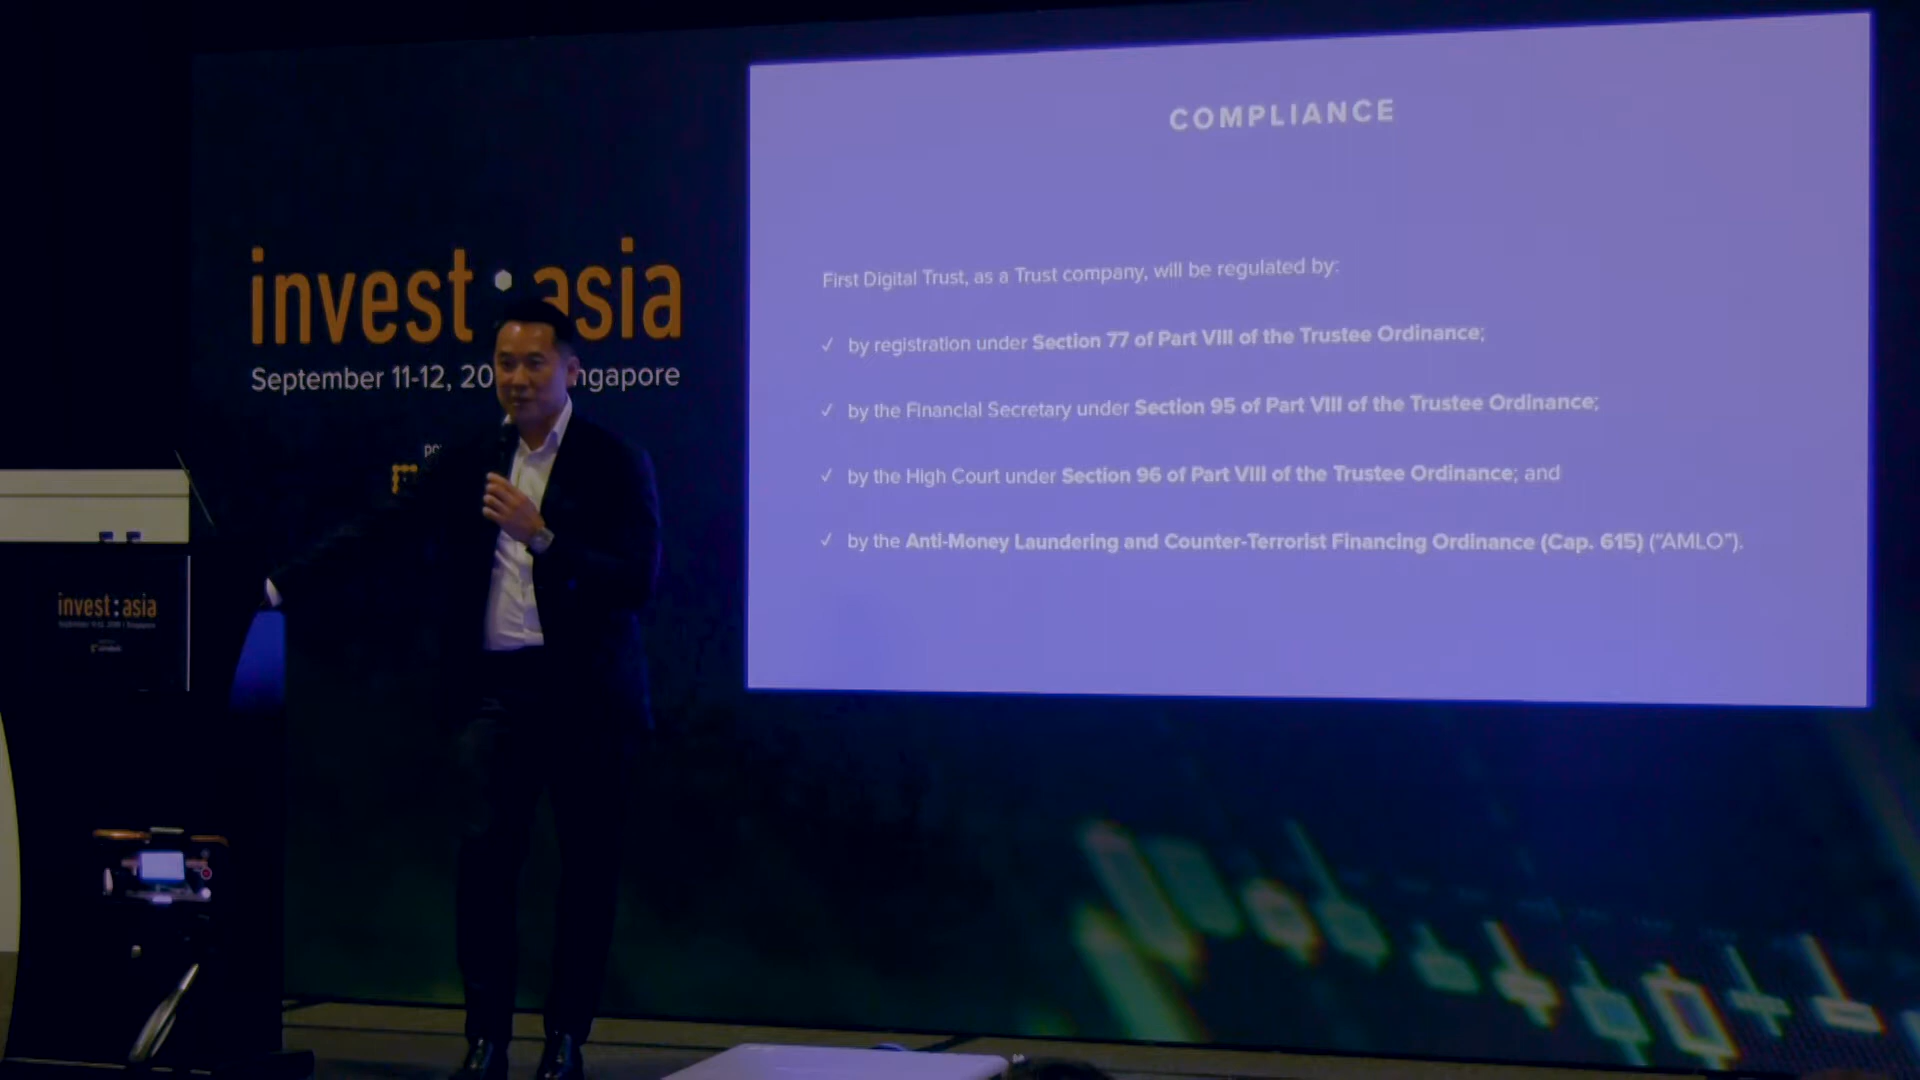 COMPLIANCE
First Digital Trust, as a Trust company, will be regulated by:
✓ by registration under Section 77 of Part VIII of the Trustee Ordinance;
✓ by the Financial Secretary under Section 95 of Part VIII of the Trustee Ordinance;
✓ by the High Court under Section 96 of Part VIII of the Trustee Ordinance; and
✓ by the Anti-Money Laundering and Counter-Terrorist Financing Ordinance (Cap. 615) ("AMLO").
invest:asia
September 11-12, 20 ngapore
invest:asia